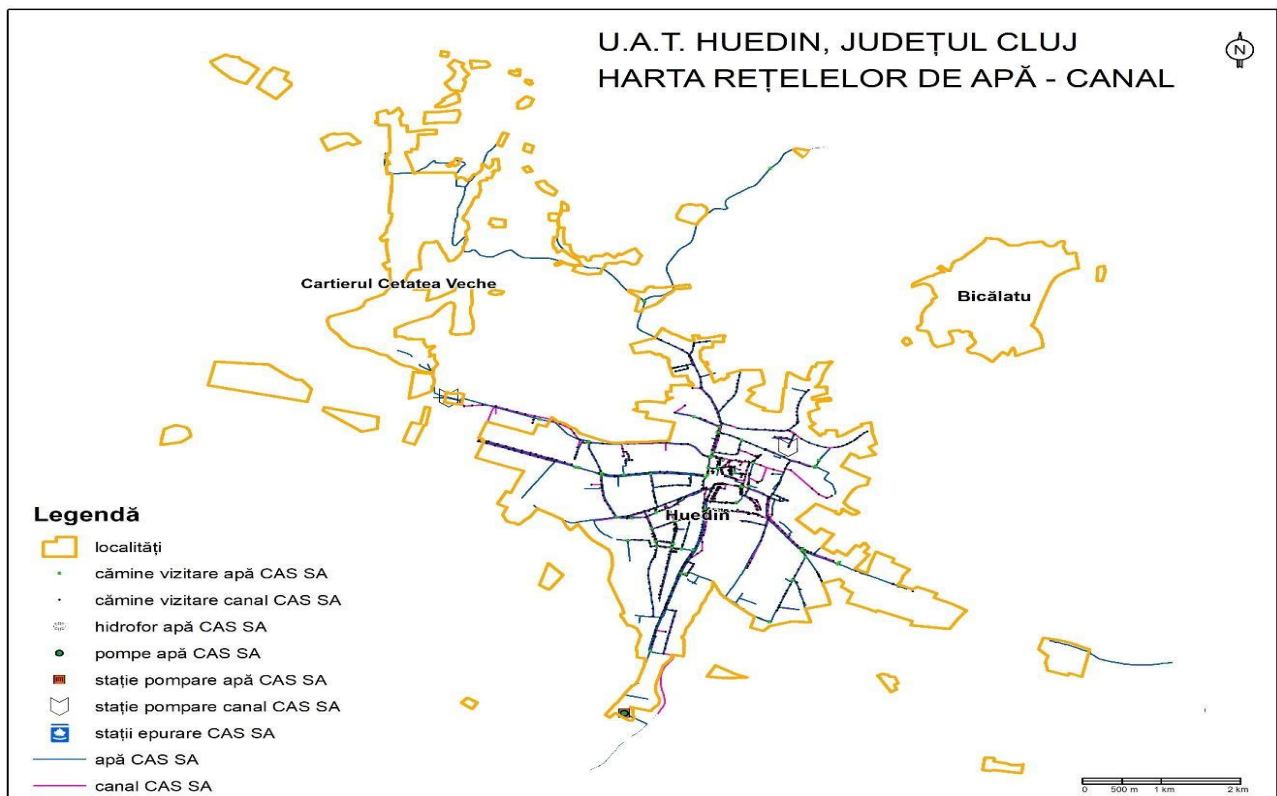 U.A.T. HUEDIN, JUDEȚUL CLUJ
HARTA REȚELELOR DE APĂ - CANAL
N
Cartierul Cetatea Veche
Bicălatu
Huedin
Legendă
localități
cămine vizitare apă CAS SA
cămine vizitare canal CAS SA
hidrofor apă CAS SA
pompe apă CAS SA
stație pompare apă CAS SA
stație pompare canal CAS SA
stații epurare CAS SA
apă CAS SA
canal CAS SA
0 500 m 1 km 2 km